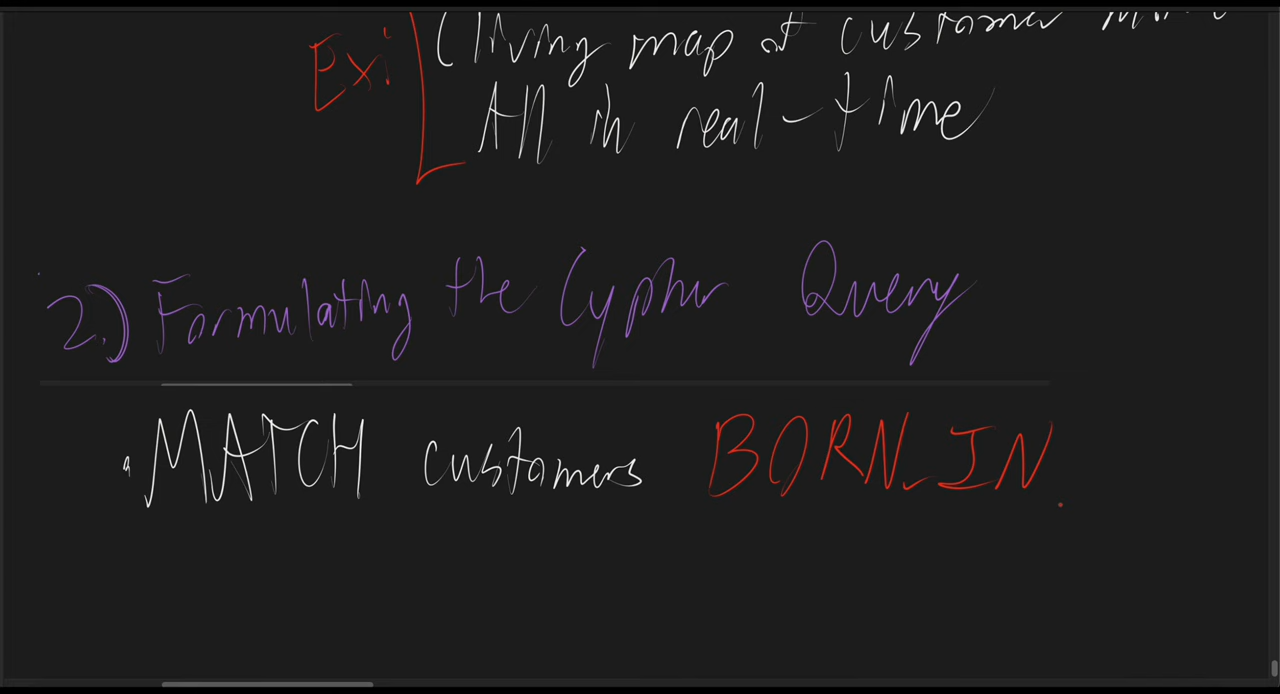 (living map of customer
Ex: All in real-time
2.) Formulating the Cypher Query
MATCH customers BORN_IN